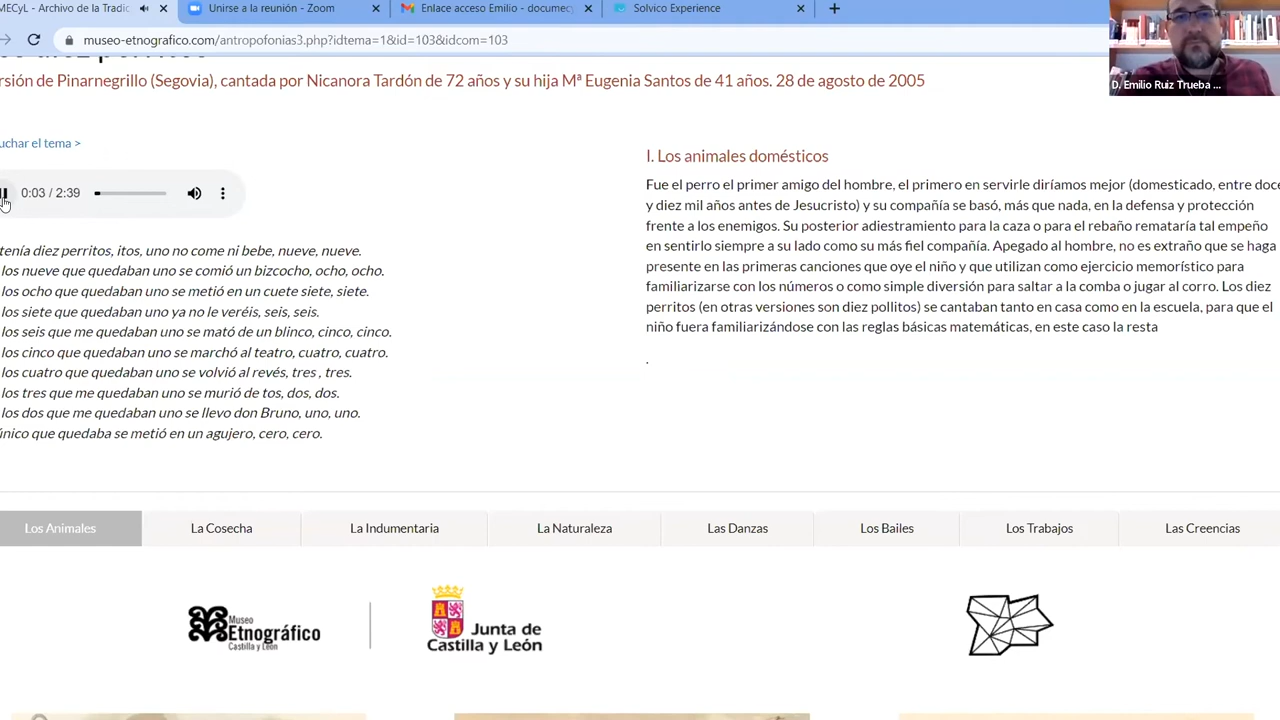 MECyL - Archivo de la Tradic
Unirse a la reunión - Zoom
Enlace acceso Emilio - documec
Solvico Experience
museo-etnografico.com/antropofonias3.php?idtema=1&id=103&idcom=103
D. Emilio Ruiz Trueba ...
rsión de Pinarnegrillo (Segovia), cantada por Nicanora Tardón de 72 años y su hija Mª Eugenia Santos de 41 años. 28 de agosto de 2005
uchar el tema >
0:03 / 2:39
tenía diez perritos, itos, uno no come ni bebe, nueve, nueve.
los nueve que quedaban uno se comió un bizcocho, ocho, ocho.
los ocho que quedaban uno se metió en un cuete siete, siete.
los siete que quedaban uno ya no le veréis, seis, seis.
los seis que me quedaban uno se mató de un blinco, cinco, cinco.
los cinco que quedaban uno se marchó al teatro, cuatro, cuatro.
los cuatro que quedaban uno se volvió al revés, tres , tres.
los tres que me quedaban uno se murió de tos, dos, dos.
los dos que me quedaban uno se llevo don Bruno, uno, uno.
único que quedaba se metió en un agujero, cero, cero.
I. Los animales domésticos
Fue el perro el primer amigo del hombre, el primero en servirle diríamos mejor (domesticado, entre doce
y diez mil años antes de Jesucristo) y su compañía se basó, más que nada, en la defensa y protección
frente a los enemigos. Su posterior adiestramiento para la caza o para el rebaño remataría tal empeño
en sentirlo siempre a su lado como su más fiel compañía. Apegado al hombre, no es extraño que se haga
presente en las primeras canciones que oye el niño y que utilizan como ejercicio memorístico para
familiarizarse con los números o como simple diversión para saltar a la comba o jugar al corro. Los diez
perritos (en otras versiones son diez pollitos) se cantaban tanto en casa como en la escuela, para que el
niño fuera familiarizándose con las reglas básicas matemáticas, en este caso la resta
.
Los Animales
La Cosecha
La Indumentaria
La Naturaleza
Las Danzas
Los Bailes
Los Trabajos
Las Creencias
Museo
Etnográfico
Castilla y León
Junta de
Castilla y León